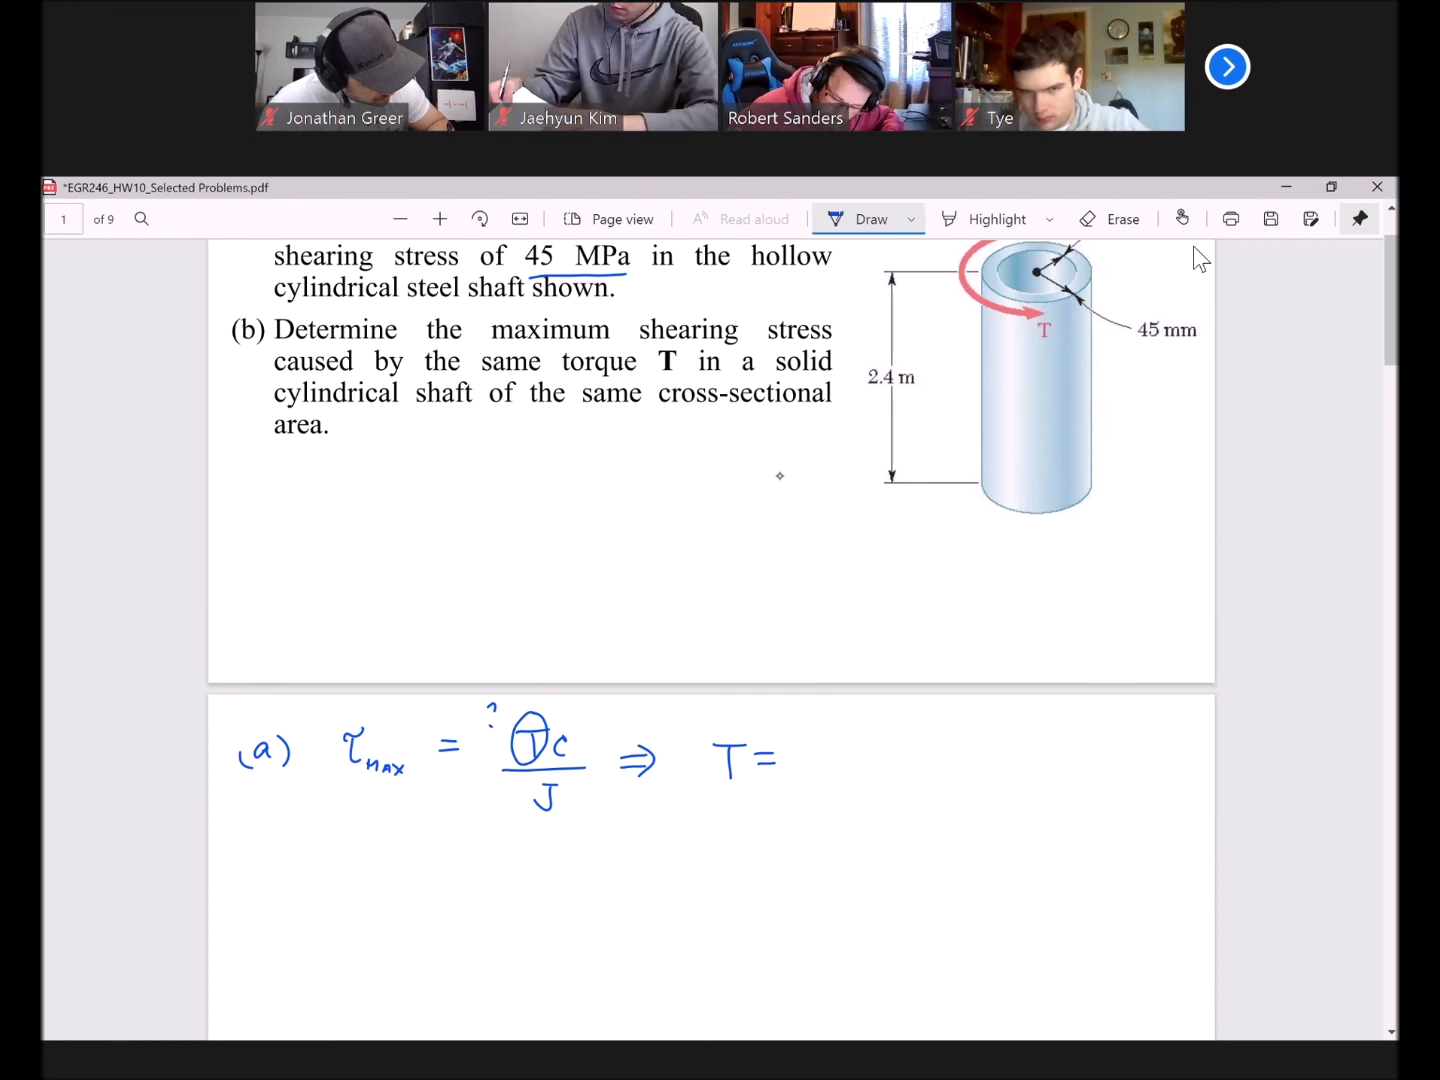 Jonathan Greer
Jaehyun Kim
Robert Sanders
Tye
*EGR246_HW10_Selected Problems.pdf
1 of 9
Page view
Read aloud
Draw
Highlight
Erase
shearing stress of 45 MPa in the hollow
cylindrical steel shaft shown.
(b) Determine the maximum shearing stress
caused by the same torque T in a solid
cylindrical shaft of the same cross-sectional
area.
T
45 mm
2.4 m
(a) τMAX = ? Tc / J ⇒ T =